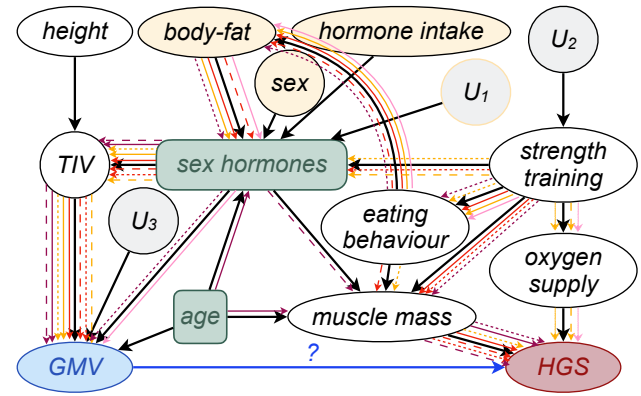 height
body-fat
hormone intake
U2
sex
U1
TIV
sex hormones
strength
training
U3
eating
behaviour
oxygen
supply
age
muscle mass
GMV
?
HGS